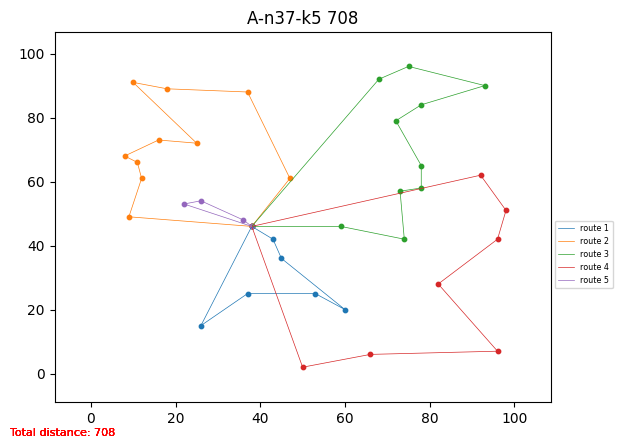 A-n37-k5 708
100
80
60
40
20
0
0 20 40 60 80 100
route 1
route 2
route 3
route 4
route 5
Total distance: 708